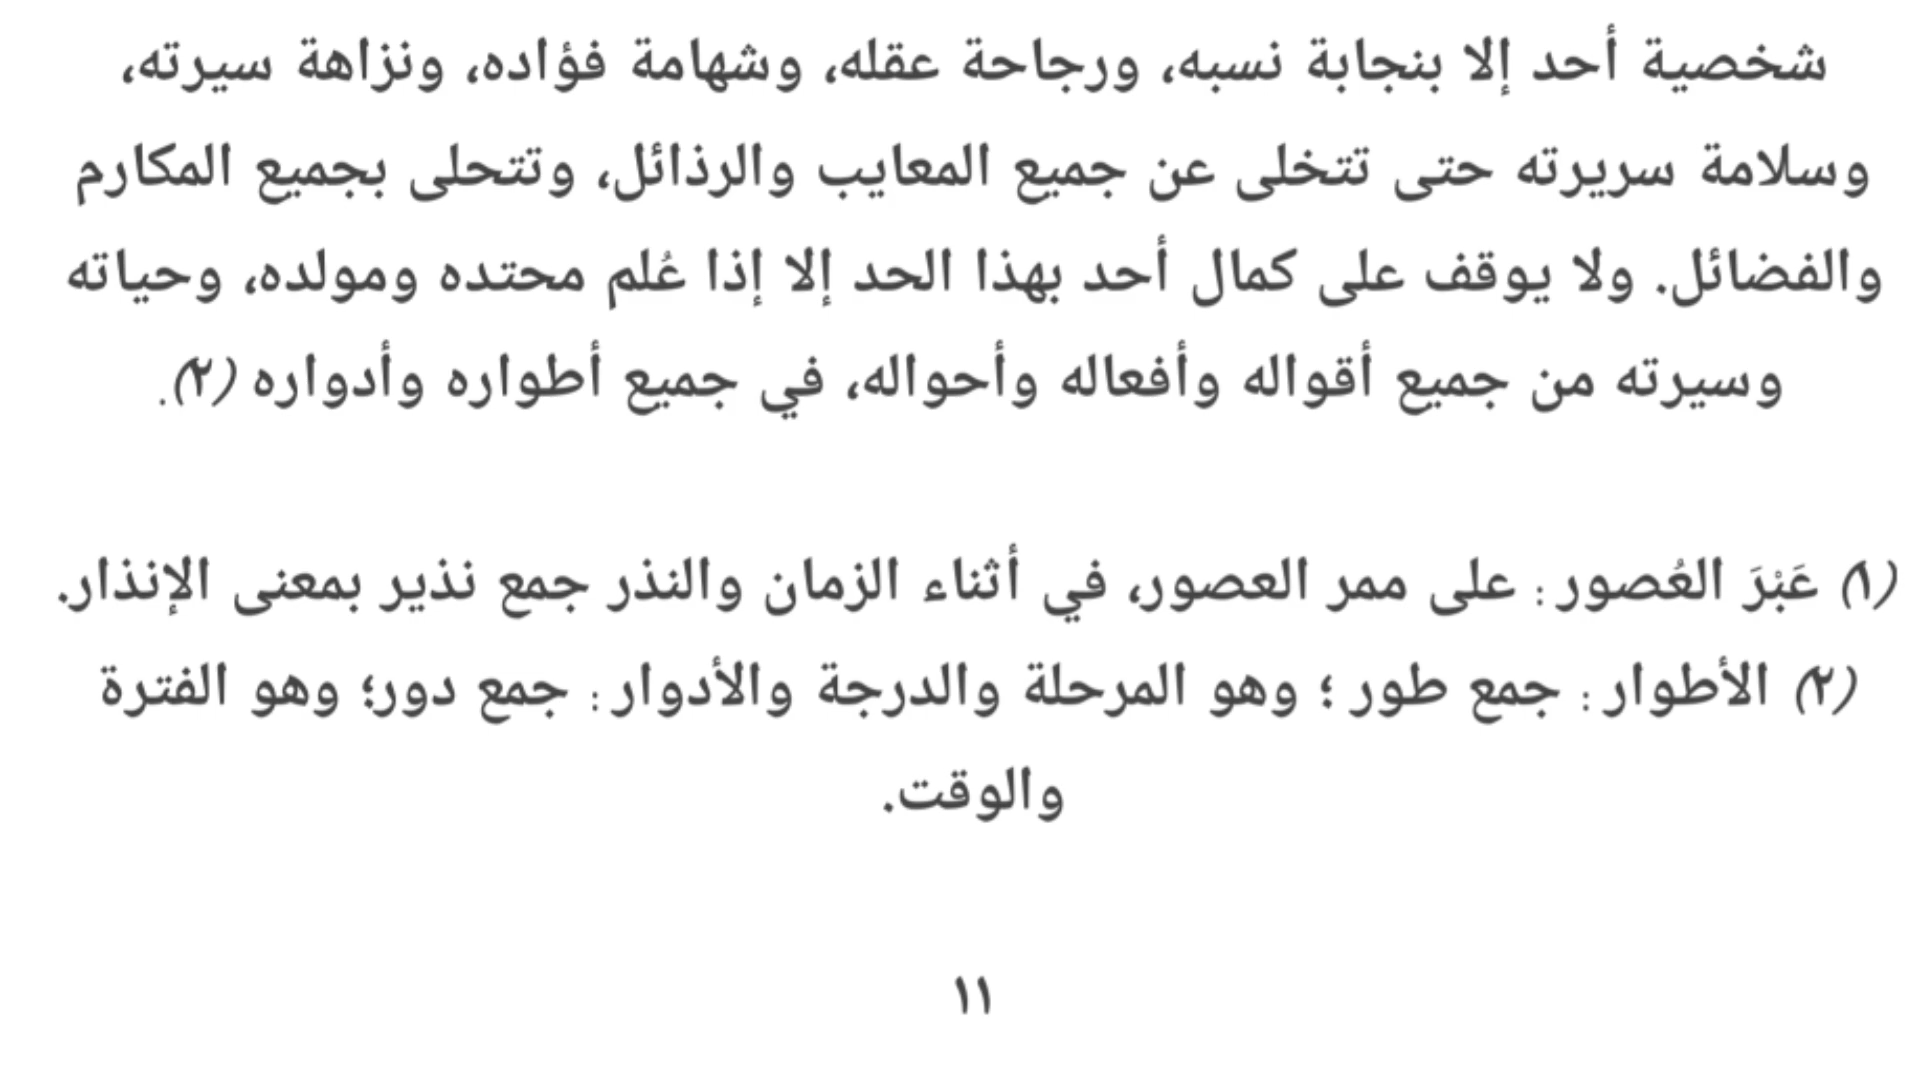 شخصية أحد إلا بنجابة نسبه، ورجاحة عقله، وشهامة فؤاده، ونزاهة سيرته،
وسلامة سريرته حتى تتخلى عن جميع المعايب والرذائل، وتتحلى بجميع المكارم
والفضائل. ولا يوقف على كمال أحد بهذا الحد إلا إذا عُلم محتده ومولده، وحياته
وسيرته من جميع أقواله وأفعاله وأحواله، في جميع أطواره وأدواره (٢).
(١) عَبْرَ العُصور : على ممر العصور، في أثناء الزمان والنذر جمع نذير بمعنى الإنذار.
(٢) الأطوار : جمع طور ؛ وهو المرحلة والدرجة والأدوار : جمع دور؛ وهو الفترة
والوقت.
١١